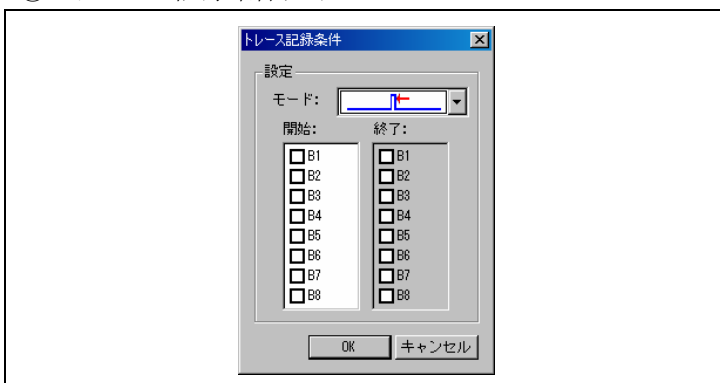 トレース記録条件
設定
モード:
開始: 終了:
B1 B1
B2 B2
B3 B3
B4 B4
B5 B5
B6 B6
B7 B7
B8 B8
OK キャンセル